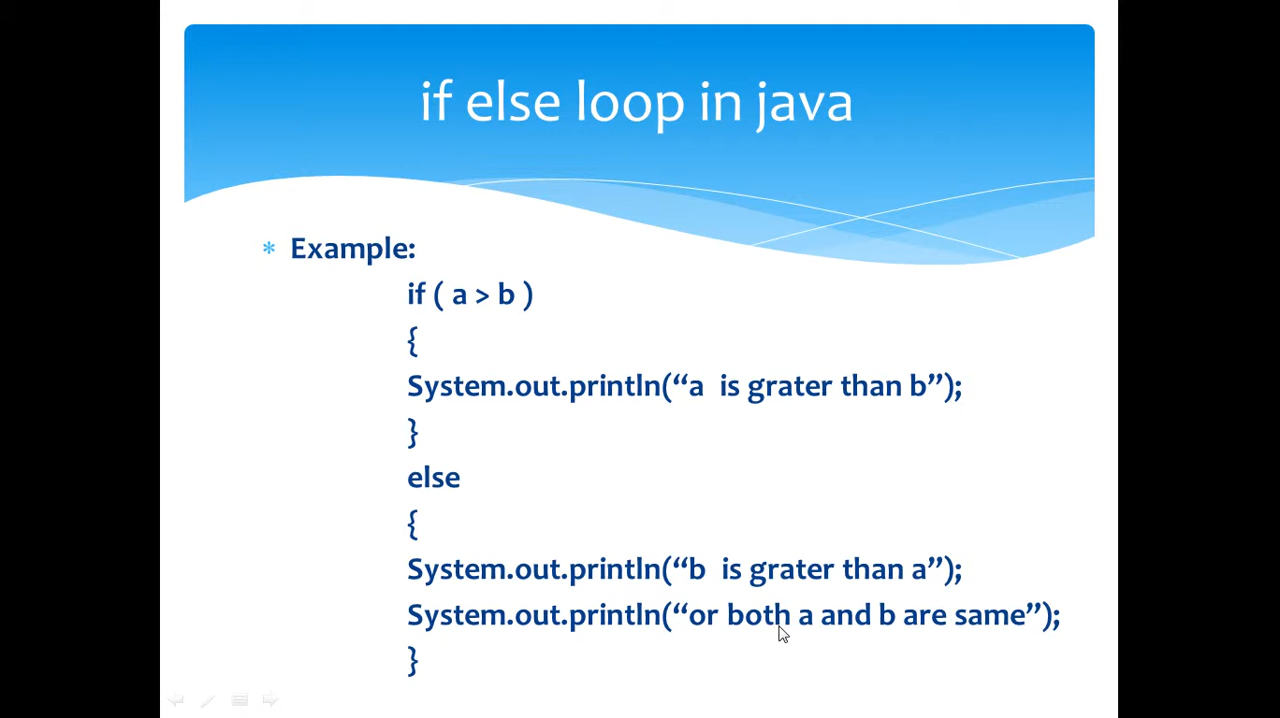 if else loop in java
* Example:
if ( a > b )
{
System.out.println(“a  is grater than b”);
}
else
{
System.out.println(“b  is grater than a”);
System.out.println(“or both a and b are same”);
}